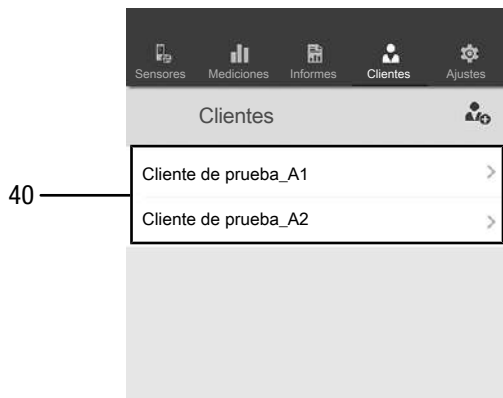 Sensores Mediciones Informes Clientes Ajustes
Clientes
Cliente de prueba_A1
40
Cliente de prueba_A2